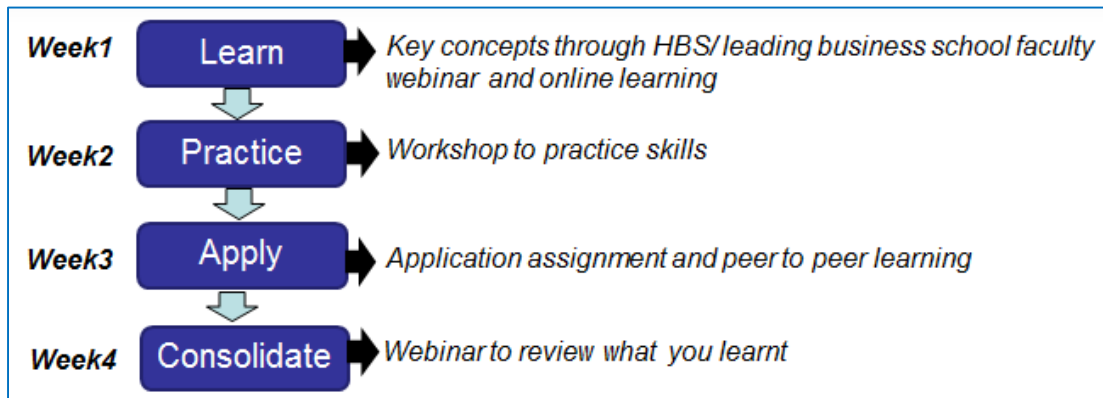 Week1
Learn
Key concepts through HBS/ leading business school faculty
webinar and online learning
Week2
Practice
Workshop to practice skills
Week3
Apply
Application assignment and peer to peer learning
Week4
Consolidate
Webinar to review what you learnt